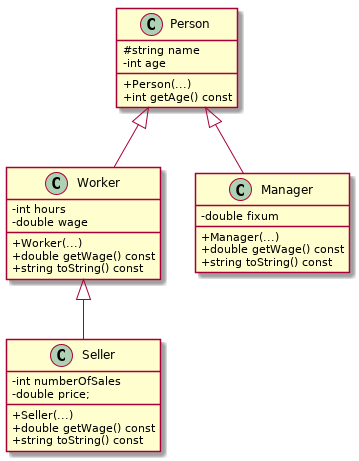 C Person
#string name
-int age
+Person(...)
+int getAge() const
C Worker
-int hours
-double wage
+Worker(...)
+double getWage() const
+string toString() const
C Manager
-double fixum
+Manager(...)
+double getWage() const
+string toString() const
C Seller
-int numberOfSales
-double price;
+Seller(...)
+double getWage() const
+string toString() const